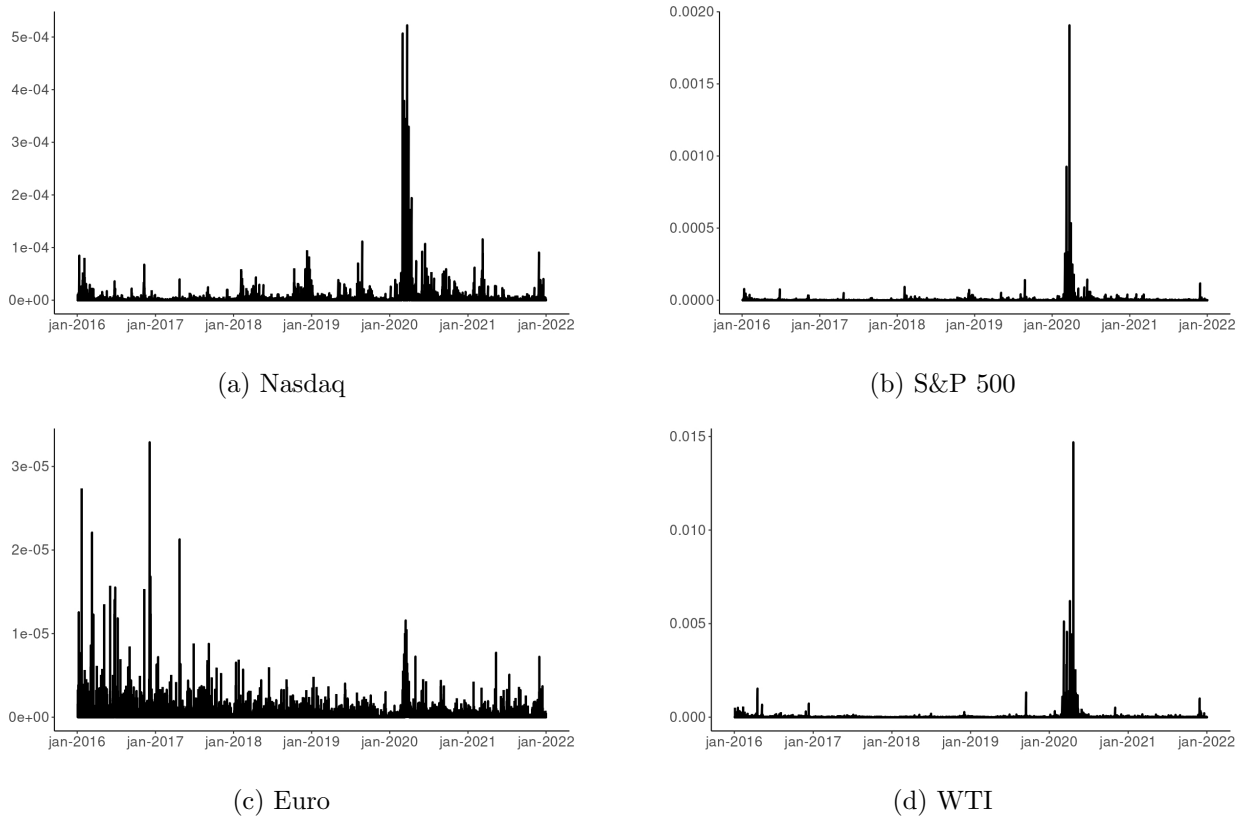 5e-04
4e-04
3e-04
2e-04
1e-04
0e+00
jan-2016 jan-2017 jan-2018 jan-2019 jan-2020 jan-2021 jan-2022
(a) Nasdaq
0.0020
0.0015
0.0010
0.0005
0.0000
jan-2016 jan-2017 jan-2018 jan-2019 jan-2020 jan-2021 jan-2022
(b) S&P 500
3e-05
2e-05
1e-05
0e+00
jan-2016 jan-2017 jan-2018 jan-2019 jan-2020 jan-2021 jan-2022
(c) Euro
0.015
0.010
0.005
0.000
jan-2016 jan-2017 jan-2018 jan-2019 jan-2020 jan-2021 jan-2022
(d) WTI